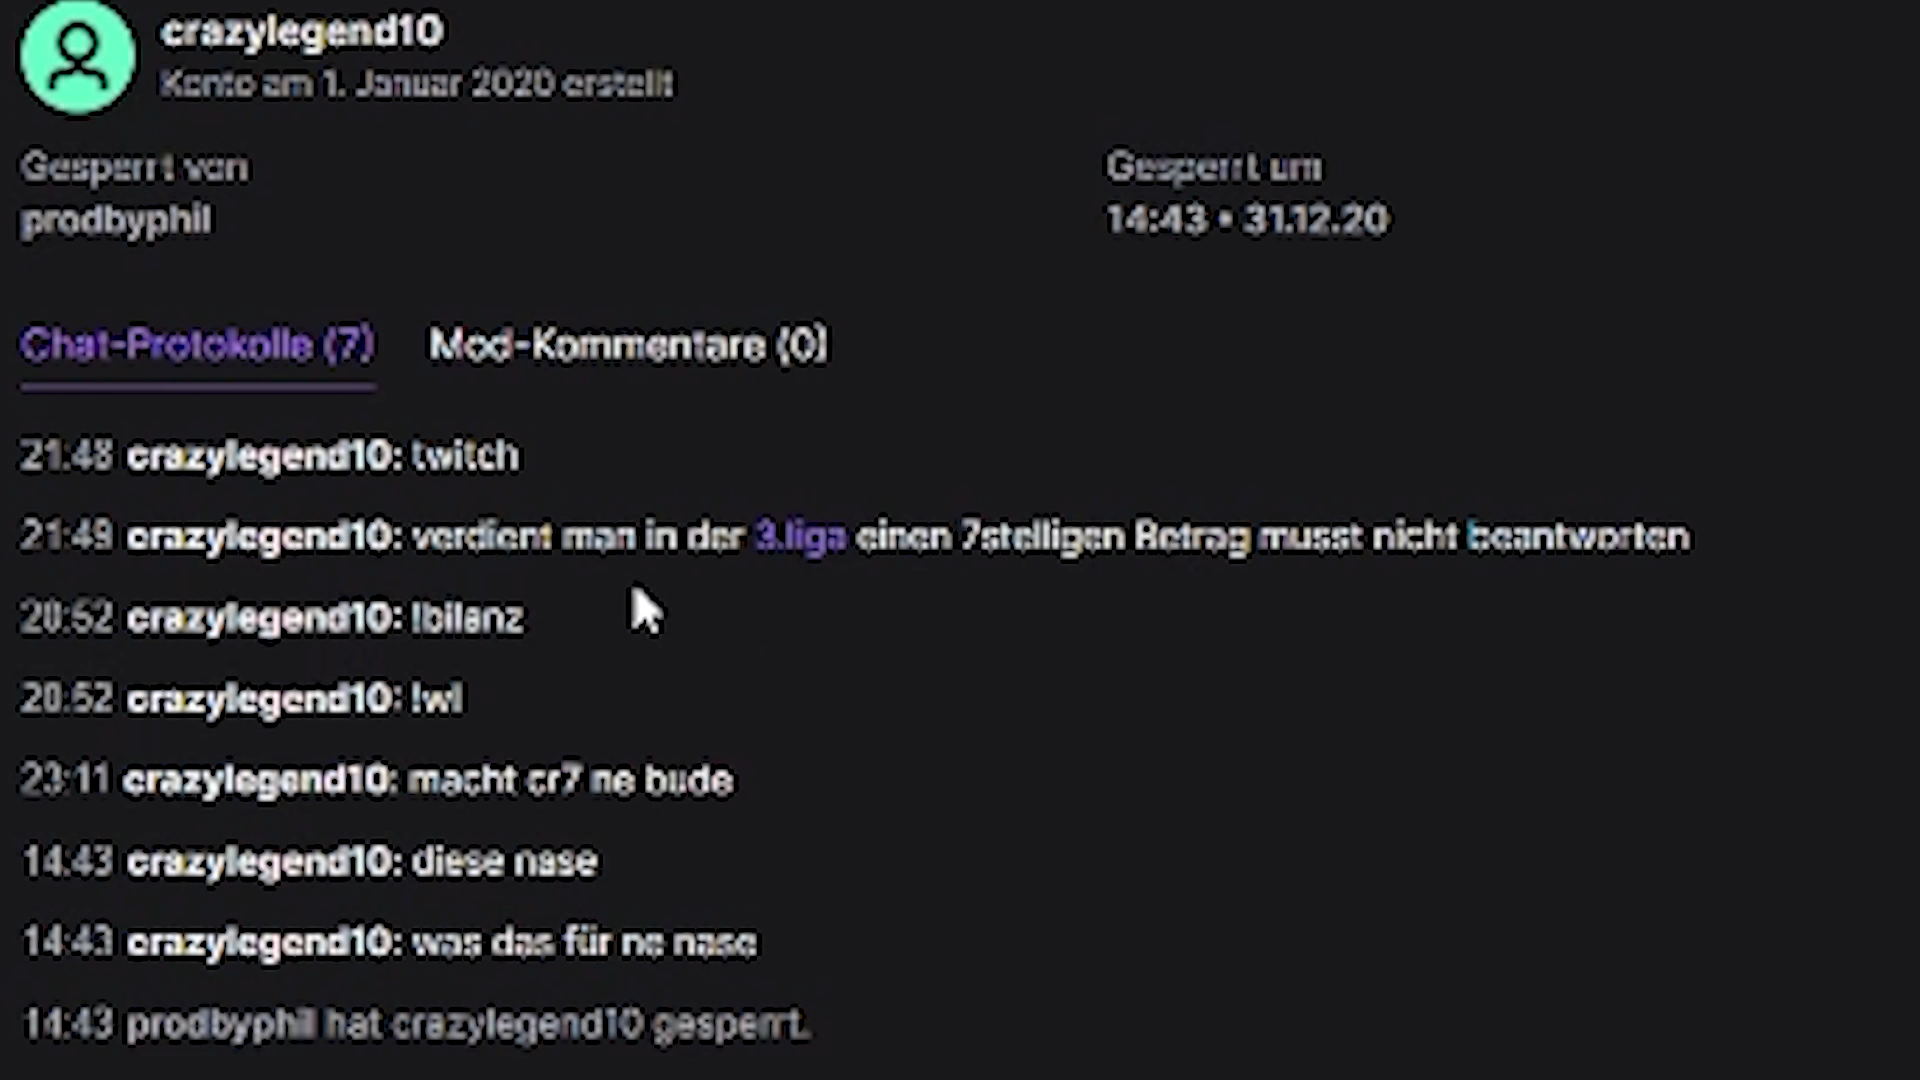 crazylegend10
Konto am 1. Januar 2020 erstellt
Gesperrt von
Gesperrt um
prodbyphil
14:43 • 31.12.20
Chat-Protokolle (7)
Mod-Kommentare (0)
21:48 crazylegend10: twitch
21:49 crazylegend10: verdient man in der 3.liga einen 7stelligen Betrag musst nicht beantworten
20:52 crazylegend10: !bilanz
20:52 crazylegend10: !wl
23:11 crazylegend10: macht cr7 ne bude
14:43 crazylegend10: diese nase
14:43 crazylegend10: was das für ne nase
14:43 prodbyphil hat crazylegend10 gesperrt.